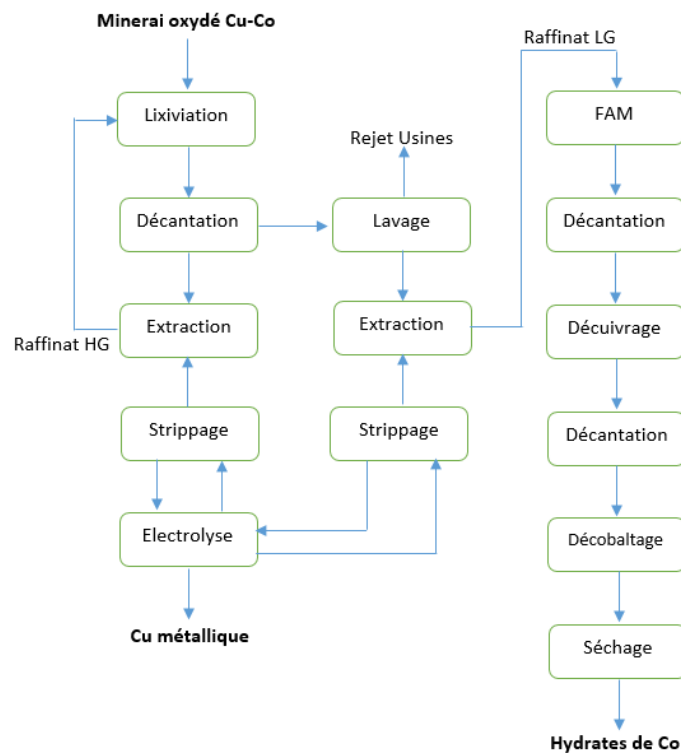 Minerai oxydé Cu-Co
Lixiviation
Décantation
Extraction
Raffinat HG
Strippage
Electrolyse
Cu métallique
Rejet Usines
Lavage
Extraction
Strippage
Raffinat LG
FAM
Décantation
Décuivrage
Décantation
Décobaltage
Séchage
Hydrates de Co